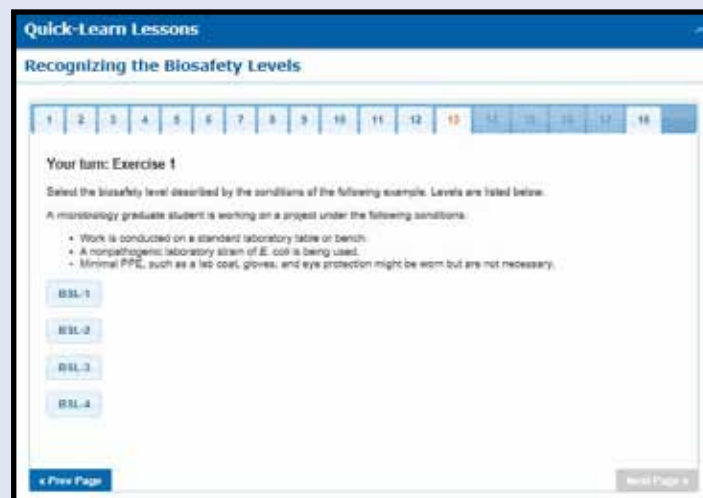 Quick-Learn Lessons
Recognizing the Biosafety Levels
1 2 3 4 5 6 7 8 9 10 11 12 13 14 15 16 17 18
Your turn: Exercise 1
Select the biosafety level described by the conditions of the following example. Levels are listed below.
A microbiology graduate student is working on a project under the following conditions:
• Work is conducted on a standard laboratory table or bench.
• A nonpathogenic laboratory strain of E. coli is being used.
• Minimal PPE, such as a lab coat, gloves, and eye protection might be worn but are not necessary.
BSL-1
BSL-2
BSL-3
BSL-4
« Prev Page
Next Page »